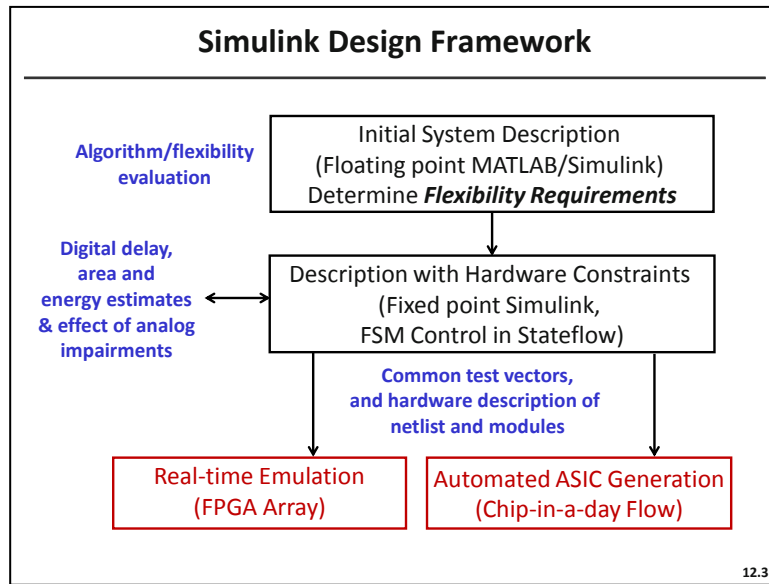 Simulink Design Framework
Algorithm/flexibility
evaluation
Initial System Description
(Floating point MATLAB/Simulink)
Determine Flexibility Requirements
Digital delay,
area and
energy estimates
& effect of analog
impairments
Description with Hardware Constraints
(Fixed point Simulink,
FSM Control in Stateflow)
Common test vectors,
and hardware description of
netlist and modules
Real-time Emulation
(FPGA Array)
Automated ASIC Generation
(Chip-in-a-day Flow)
12.3